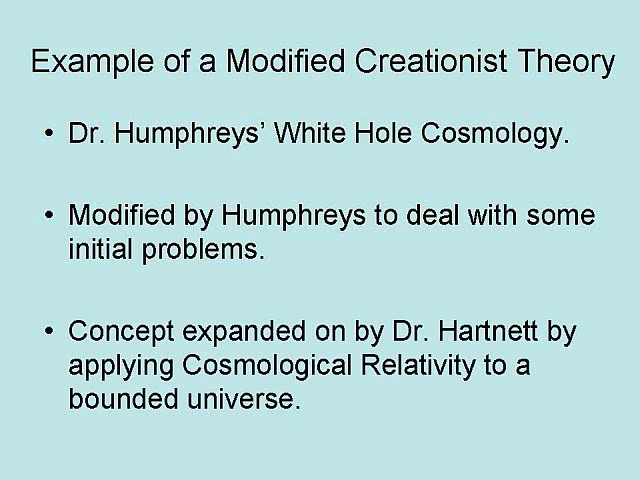 Example of a Modified Creationist Theory
• Dr. Humphreys’ White Hole Cosmology.
• Modified by Humphreys to deal with some
initial problems.
• Concept expanded on by Dr. Hartnett by
applying Cosmological Relativity to a
bounded universe.